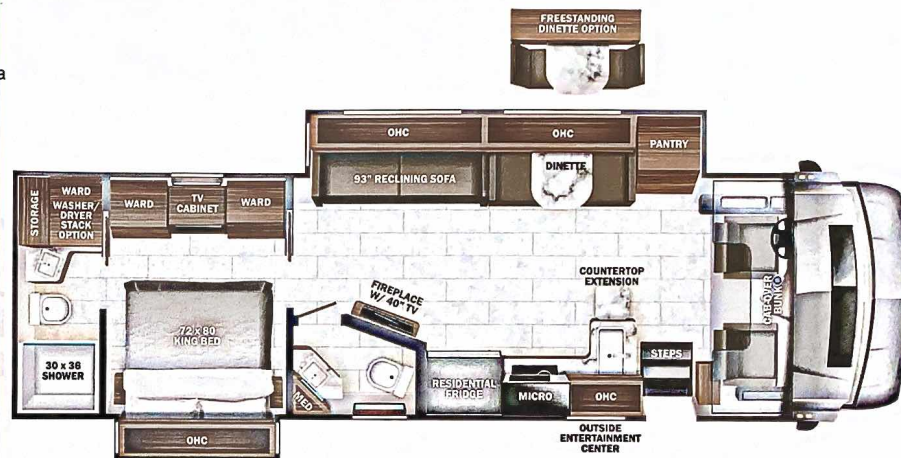 FREESTANDING
DINETTE OPTION
a
OHC
OHC
PANTRY
93" RECLINING SOFA
DINETTE
STORAGE
WARD
WASHER/
DRYER
STACK
OPTION
WARD
TV
CABINET
WARD
COUNTERTOP
EXTENSION
CAB-OVER
BUNK
FIREPLACE
W/ 40" TV
72 x 80
KING BED
30 x 36
SHOWER
STEPS
MED
RESIDENTIAL
FRIDGE
MICRO
OHC
OUTSIDE
ENTERTAINMENT
CENTER
OHC